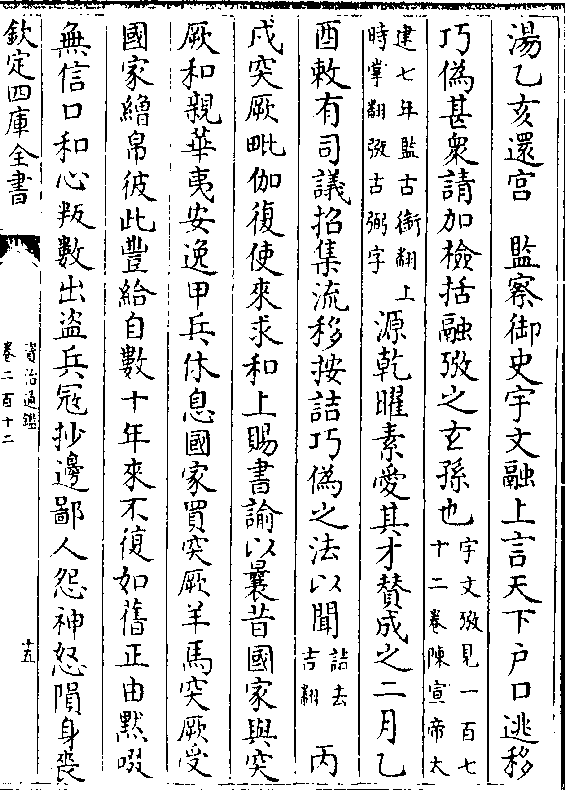 湯乙亥還宫　監察御史宇文融上言天下户口逃移
巧偽甚衆請加檢括融弢之玄孫也宇文弢見一百七
十二卷陳宣帝太
建七年監古銜翻上
時掌翻弢古弼字
源乾曜素愛其才賛成之二月乙
酉敕有司議招集流移按詰巧偽之法以聞詰去
吉翻
丙
戌突厥毗伽復使來求和上賜書諭以曩昔國家與突
厥和親華夷安逸甲兵休息國家買突厥羊馬突厥受
國家繒帛彼此豐給自數十年來不復如舊正由黙啜
無信口和心叛數出盗兵寇抄邊鄙人怨神怒隕身喪
欽定四庫全書
資治通鑑
卷二百十二
十五